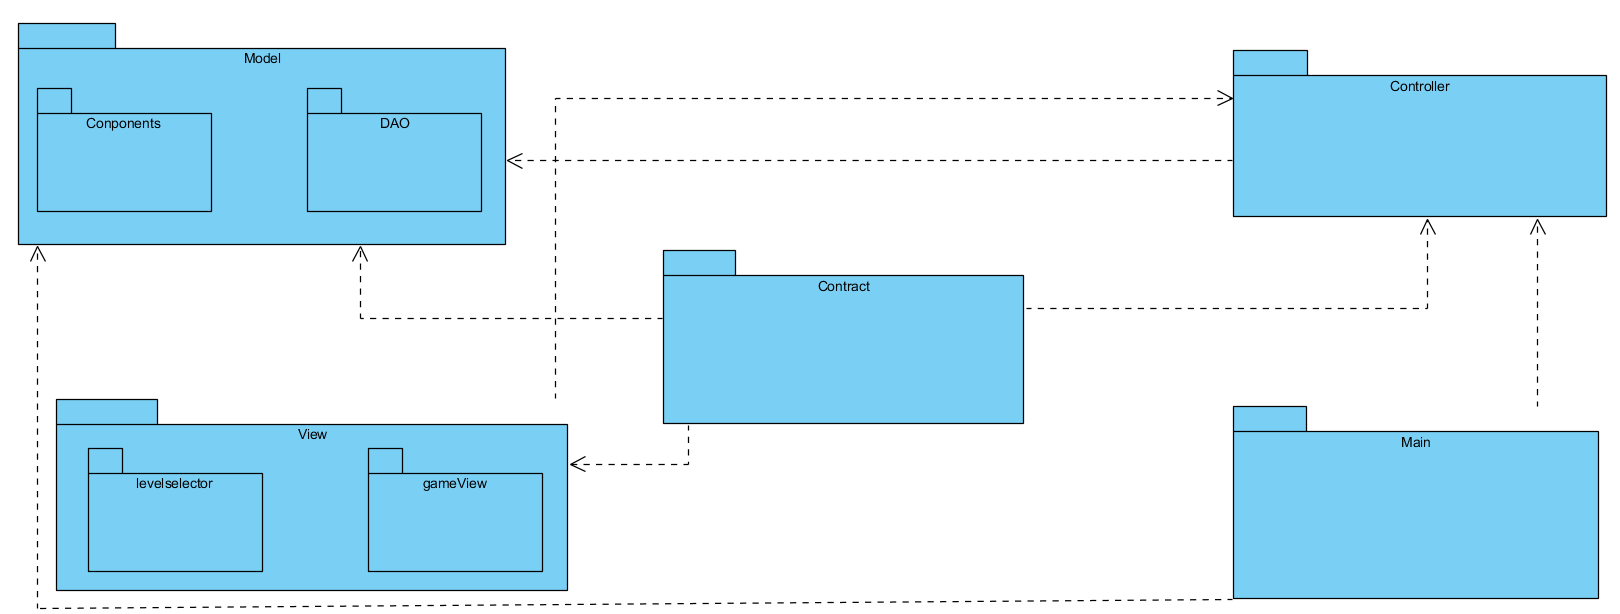 Model
Controller
Conponents
DAO
Contract
View
Main
levelselector
gameView